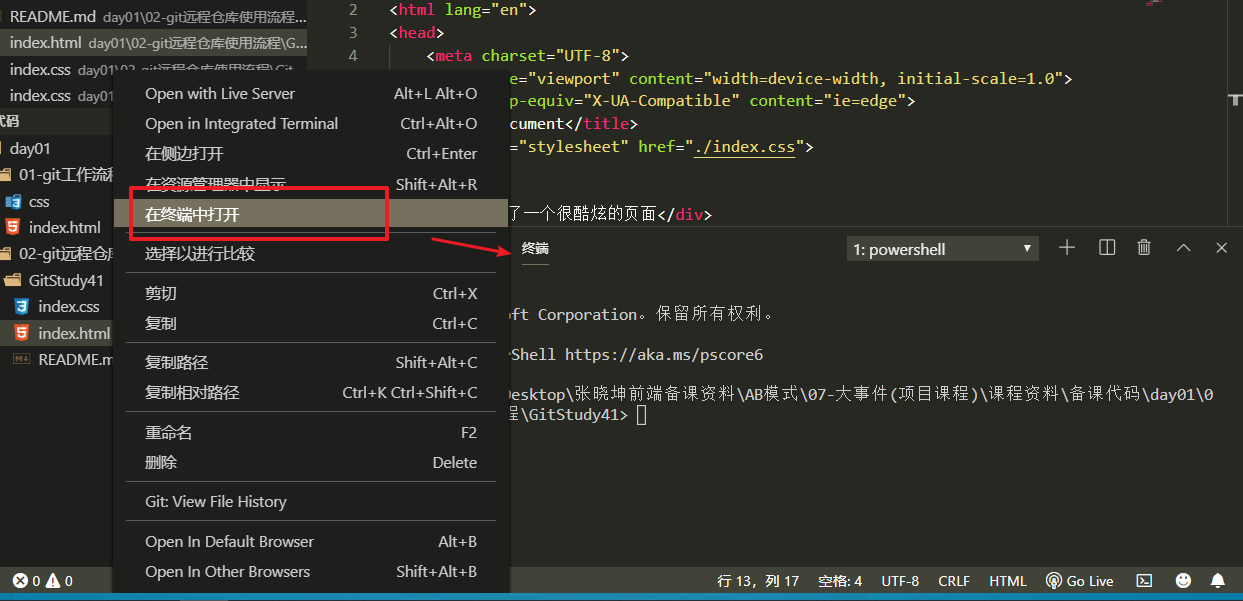 README.md day01\02-git远程仓库使用流程...
index.html day01\02-git远程仓库使用流程\G...
index.css day01\02-git远程仓库使用流程\Git...
index.css day01
代码
day01
01-git工作流程
css
index.html
02-git远程仓库
GitStudy41
index.css
index.html
README.m
Open with Live Server Alt+L Alt+O
Open in Integrated Terminal Ctrl+Alt+O
在侧边打开 Ctrl+Enter
在资源管理器中显示 Shift+Alt+R
在终端中打开
选择以进行比较
剪切 Ctrl+X
复制 Ctrl+C
复制路径 Shift+Alt+C
复制相对路径 Ctrl+K Ctrl+Shift+C
重命名 F2
删除 Delete
Git: View File History
Open In Default Browser Alt+B
Open In Other Browsers Shift+Alt+B
2 <html lang="en">
3 <head>
4 <meta charset="UTF-8">
e="viewport" content="width=device-width, initial-scale=1.0">
p-equiv="X-UA-Compatible" content="ie=edge">
cument</title>
="stylesheet" href="./index.css">
了一个很酷炫的页面</div>
终端
1: powershell
ft Corporation。保留所有权利。
Shell https://aka.ms/pscore6
esktop\张晓坤前端备课资料\AB模式\07-大事件(项目课程)\课程资料\备课代码\day01\0
程\GitStudy41>
0 0
行 13，列 17 空格: 4 UTF-8 CRLF HTML Go Live